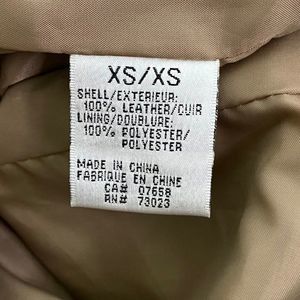 XS/XS
SHELL/EXTERIEUR:
100% LEATHER/CUIR
LINING/DOUBLURE:
100% POLYESTER/
POLYESTER
MADE IN CHINA
FABRIQUE EN CHINE
CA# 07658
RN# 73023